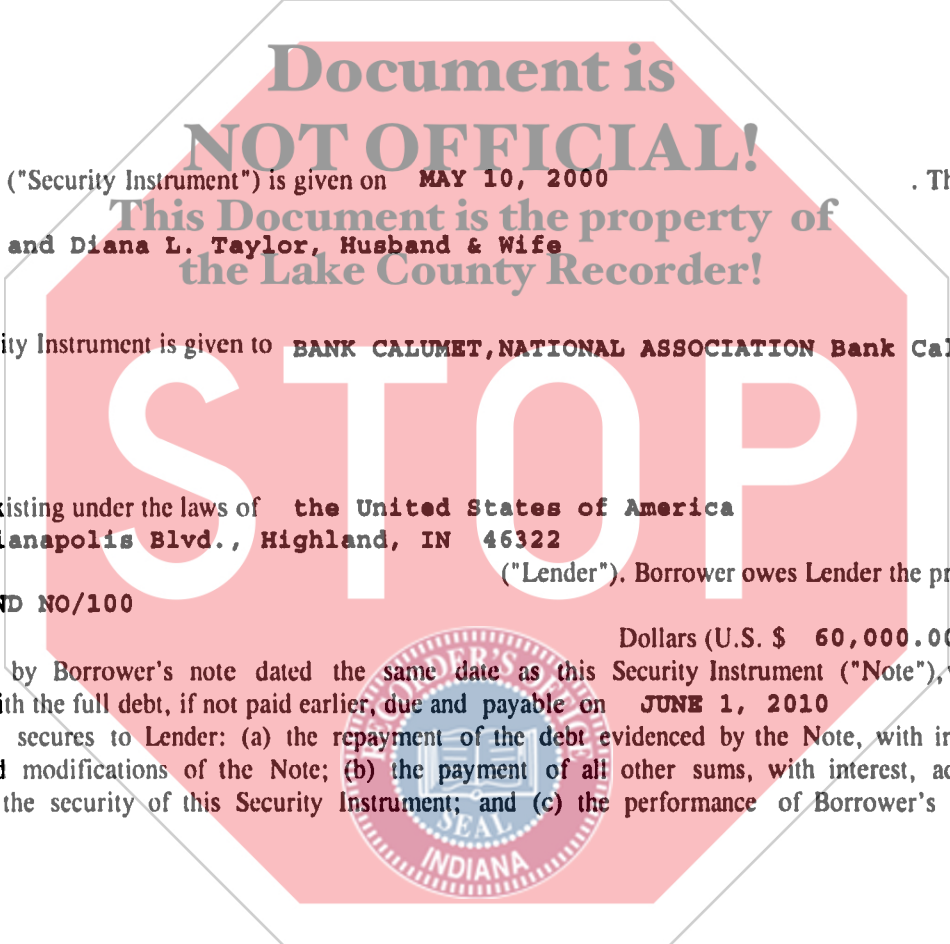 Document is
NOT OFFICIAL!
("Security Instrument") is given on MAY 10, 2000 . Th
This Document is the property of
and Diana L. Taylor, Husband & Wife
the Lake County Recorder!
ity Instrument is given to BANK CALUMET,NATIONAL ASSOCIATION Bank Cal
STOP
xisting under the laws of the United States of America
ianapolis Blvd., Highland, IN 46322
("Lender"). Borrower owes Lender the pr
ND NO/100
Dollars (U.S. $ 60,000.00
by Borrower's note dated the same date as this Security Instrument ("Note"),
ith the full debt, if not paid earlier, due and payable on JUNE 1, 2010
secures to Lender: (a) the repayment of the debt evidenced by the Note, with in
d modifications of the Note; (b) the payment of all other sums, with interest, ad
the security of this Security Instrument; and (c) the performance of Borrower's
SEAL
INDIANA